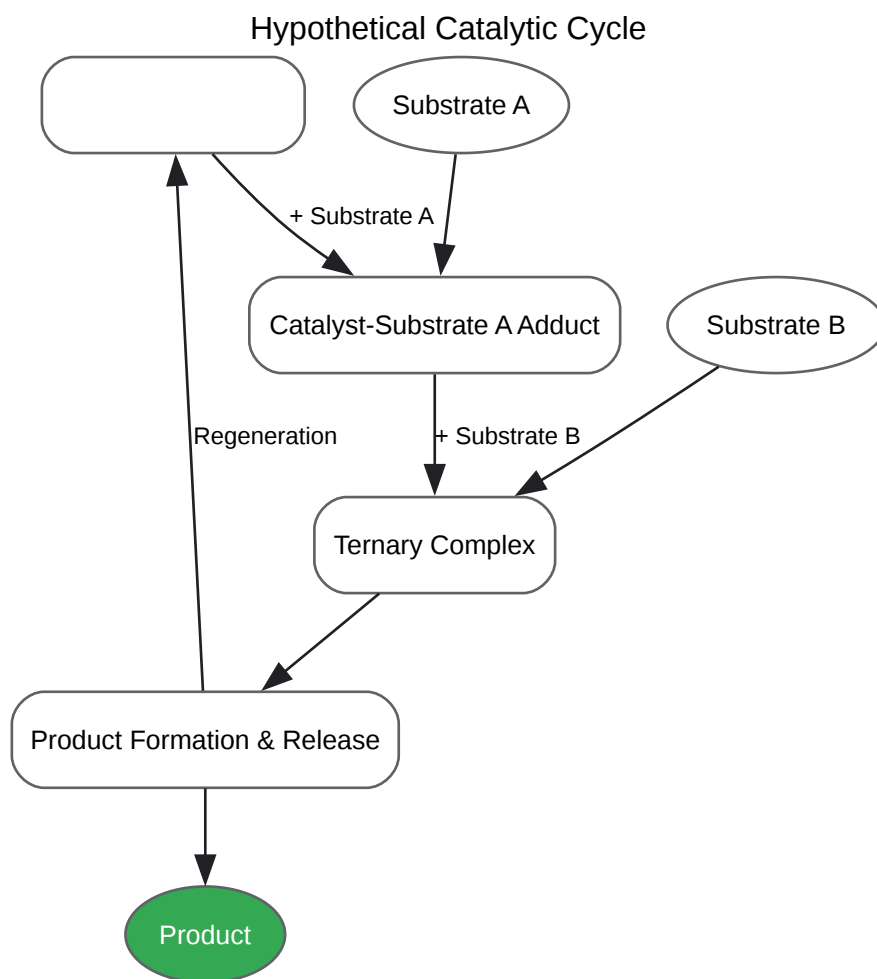 Hypothetical Catalytic Cycle
Substrate A
+ Substrate A
Catalyst-Substrate A Adduct
Substrate B
Regeneration
+ Substrate B
Ternary Complex
Product Formation & Release
Product